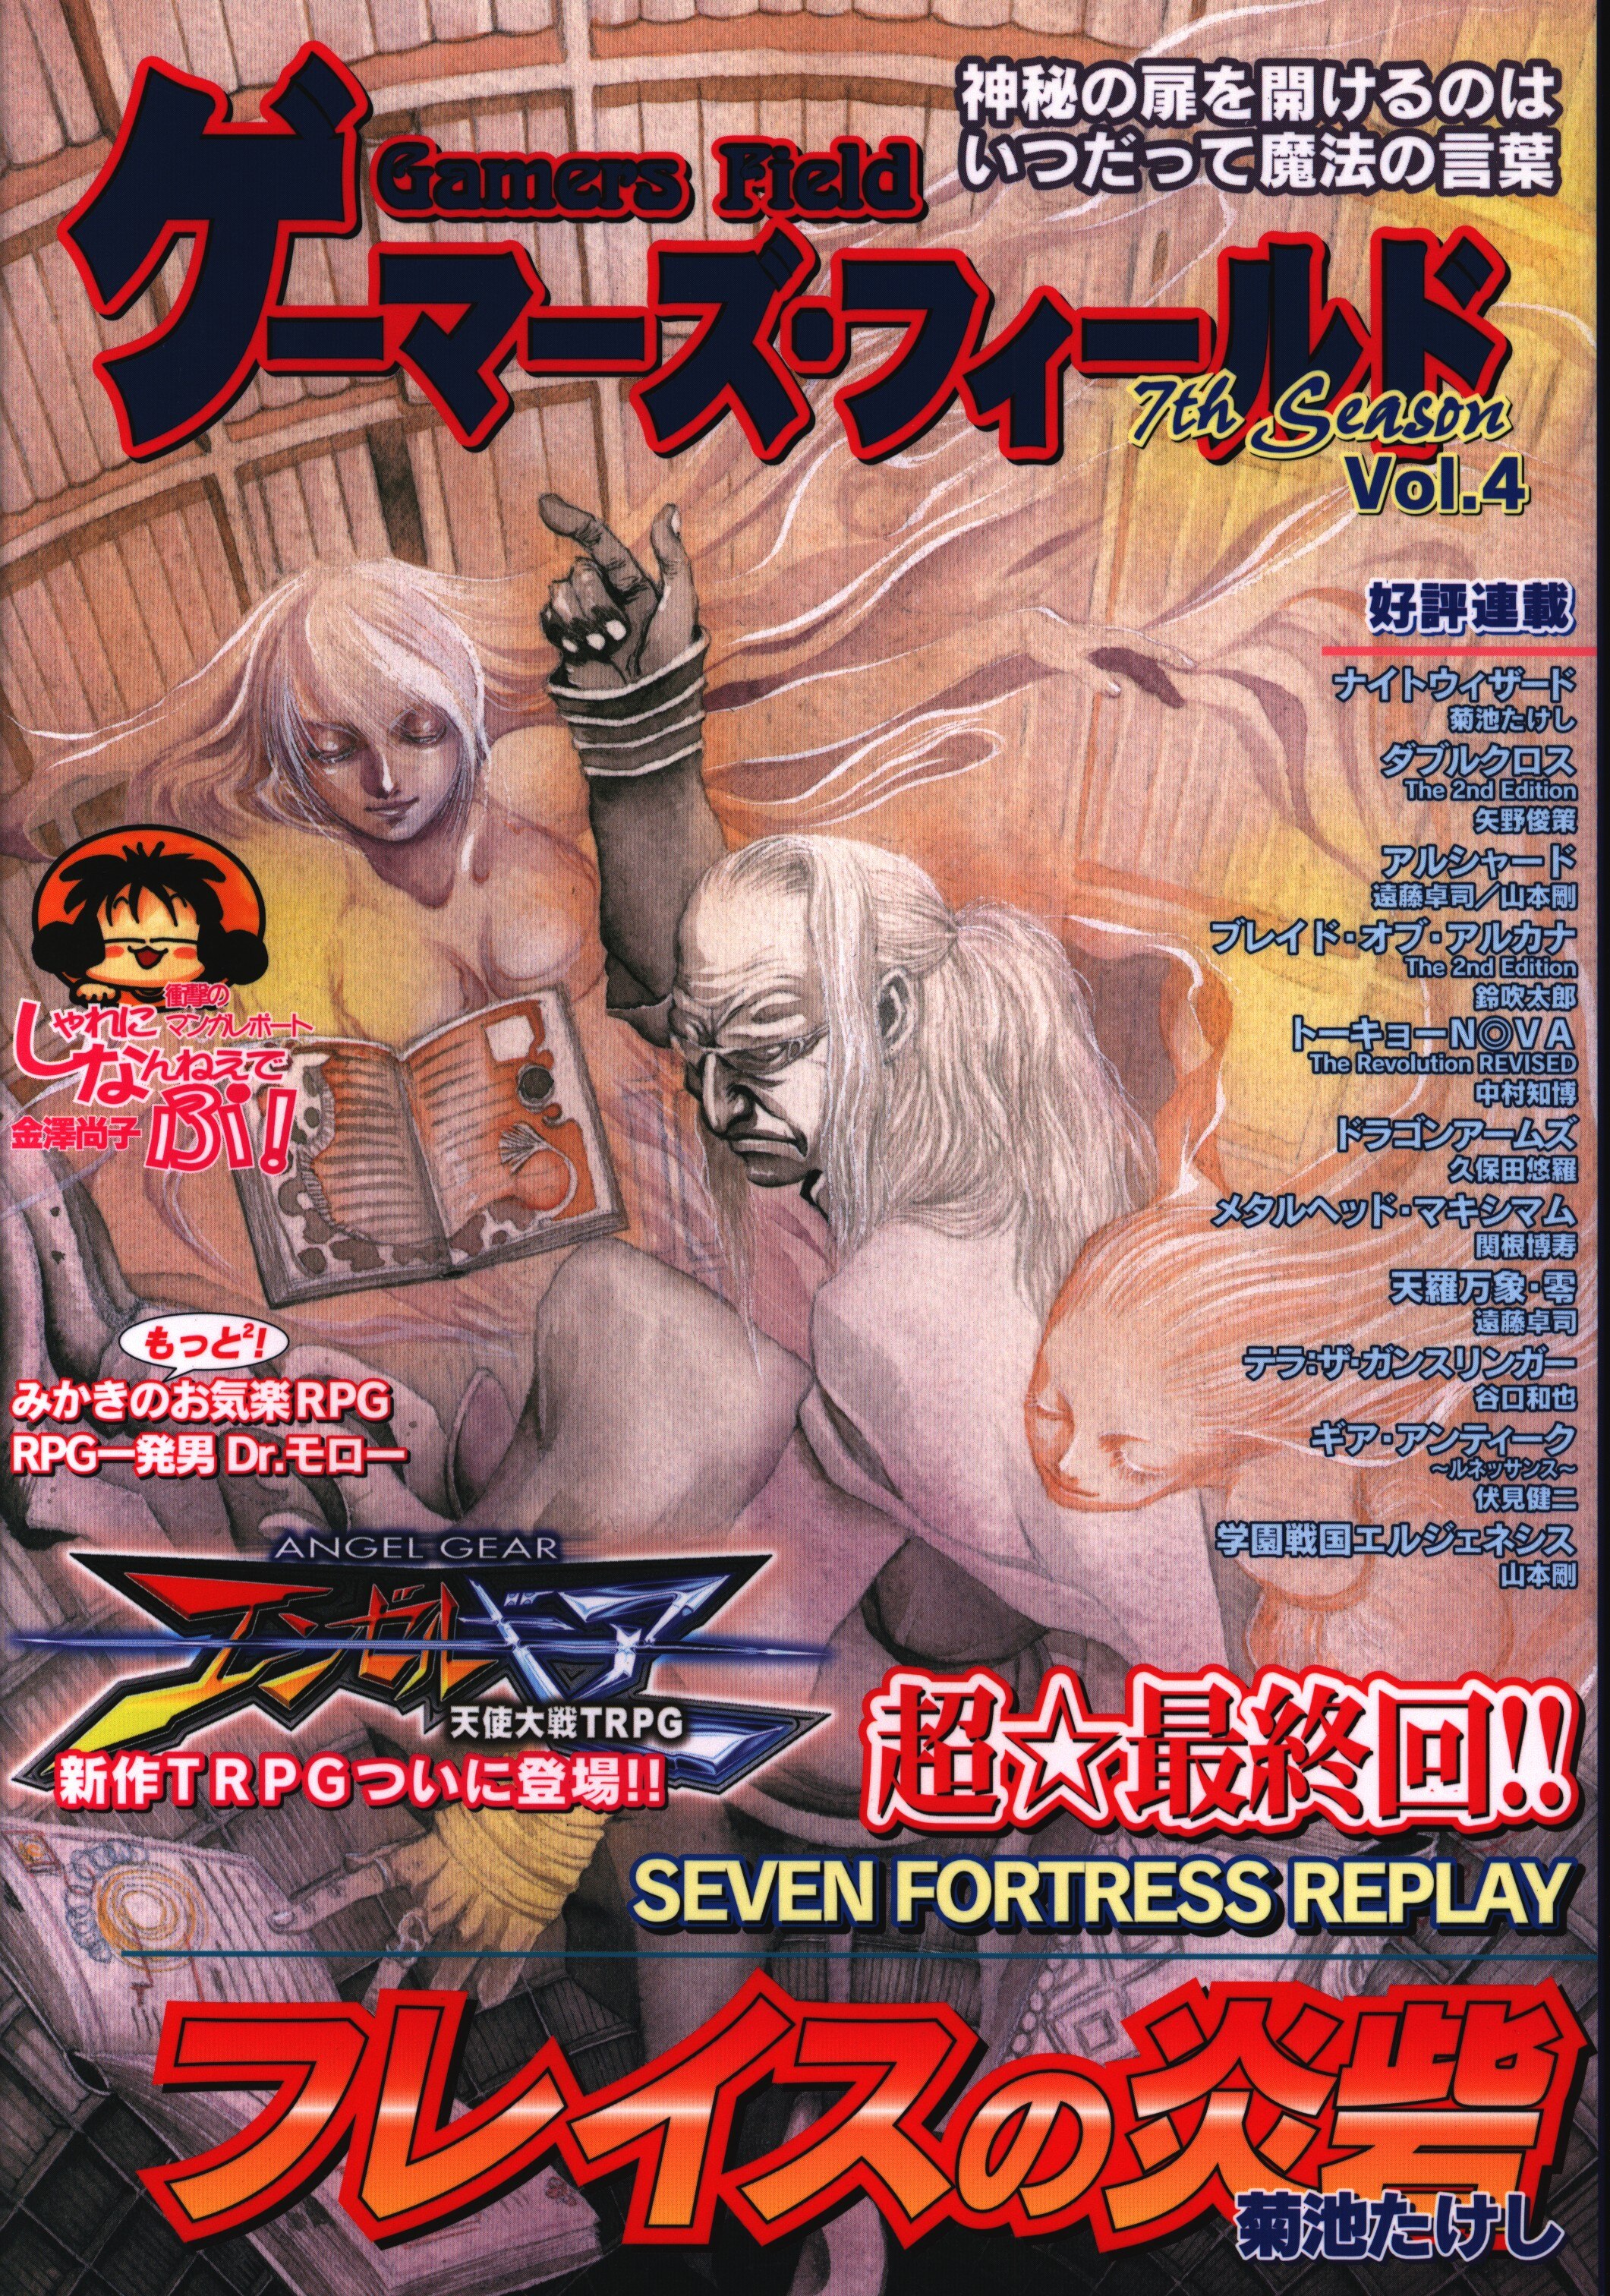 神秘の扉を開けるのは
いつだって魔法の言葉
Gamers Field
ゲーマーズ・フィールド
7th Season
Vol.4
好評連載
ナイトウィザード
菊池たけし
ダブルクロス
The 2nd Edition
矢野俊策
アルシャード
遠藤卓司／山本剛
ブレイド・オブ・アルカナ
The 2nd Edition
鈴吹太郎
トーキョーN◎VA
The Revolution REVISED
中村知博
ドラゴンアームズ
久保田悠羅
メタルヘッド・マキシマム
関根博寿
天羅万象・零
遠藤卓司
テラ:ザ・ガンスリンガー
谷口和也
ギア・アンティーク
～ルネッサンス～
伏見健二
学園戦国エルジェネシス
山本剛
衝撃の
マンガレポート
しゃれに
なんねえで
ぶい!
金澤尚子
もっと²!
みかきのお気楽RPG
RPG一発男 Dr.モロー
ANGEL GEAR
エンゼルギア
天使大戦TRPG
新作TRPGついに登場!!
超☆最終回!!
SEVEN FORTRESS REPLAY
フレイスの炎砦
菊池たけし